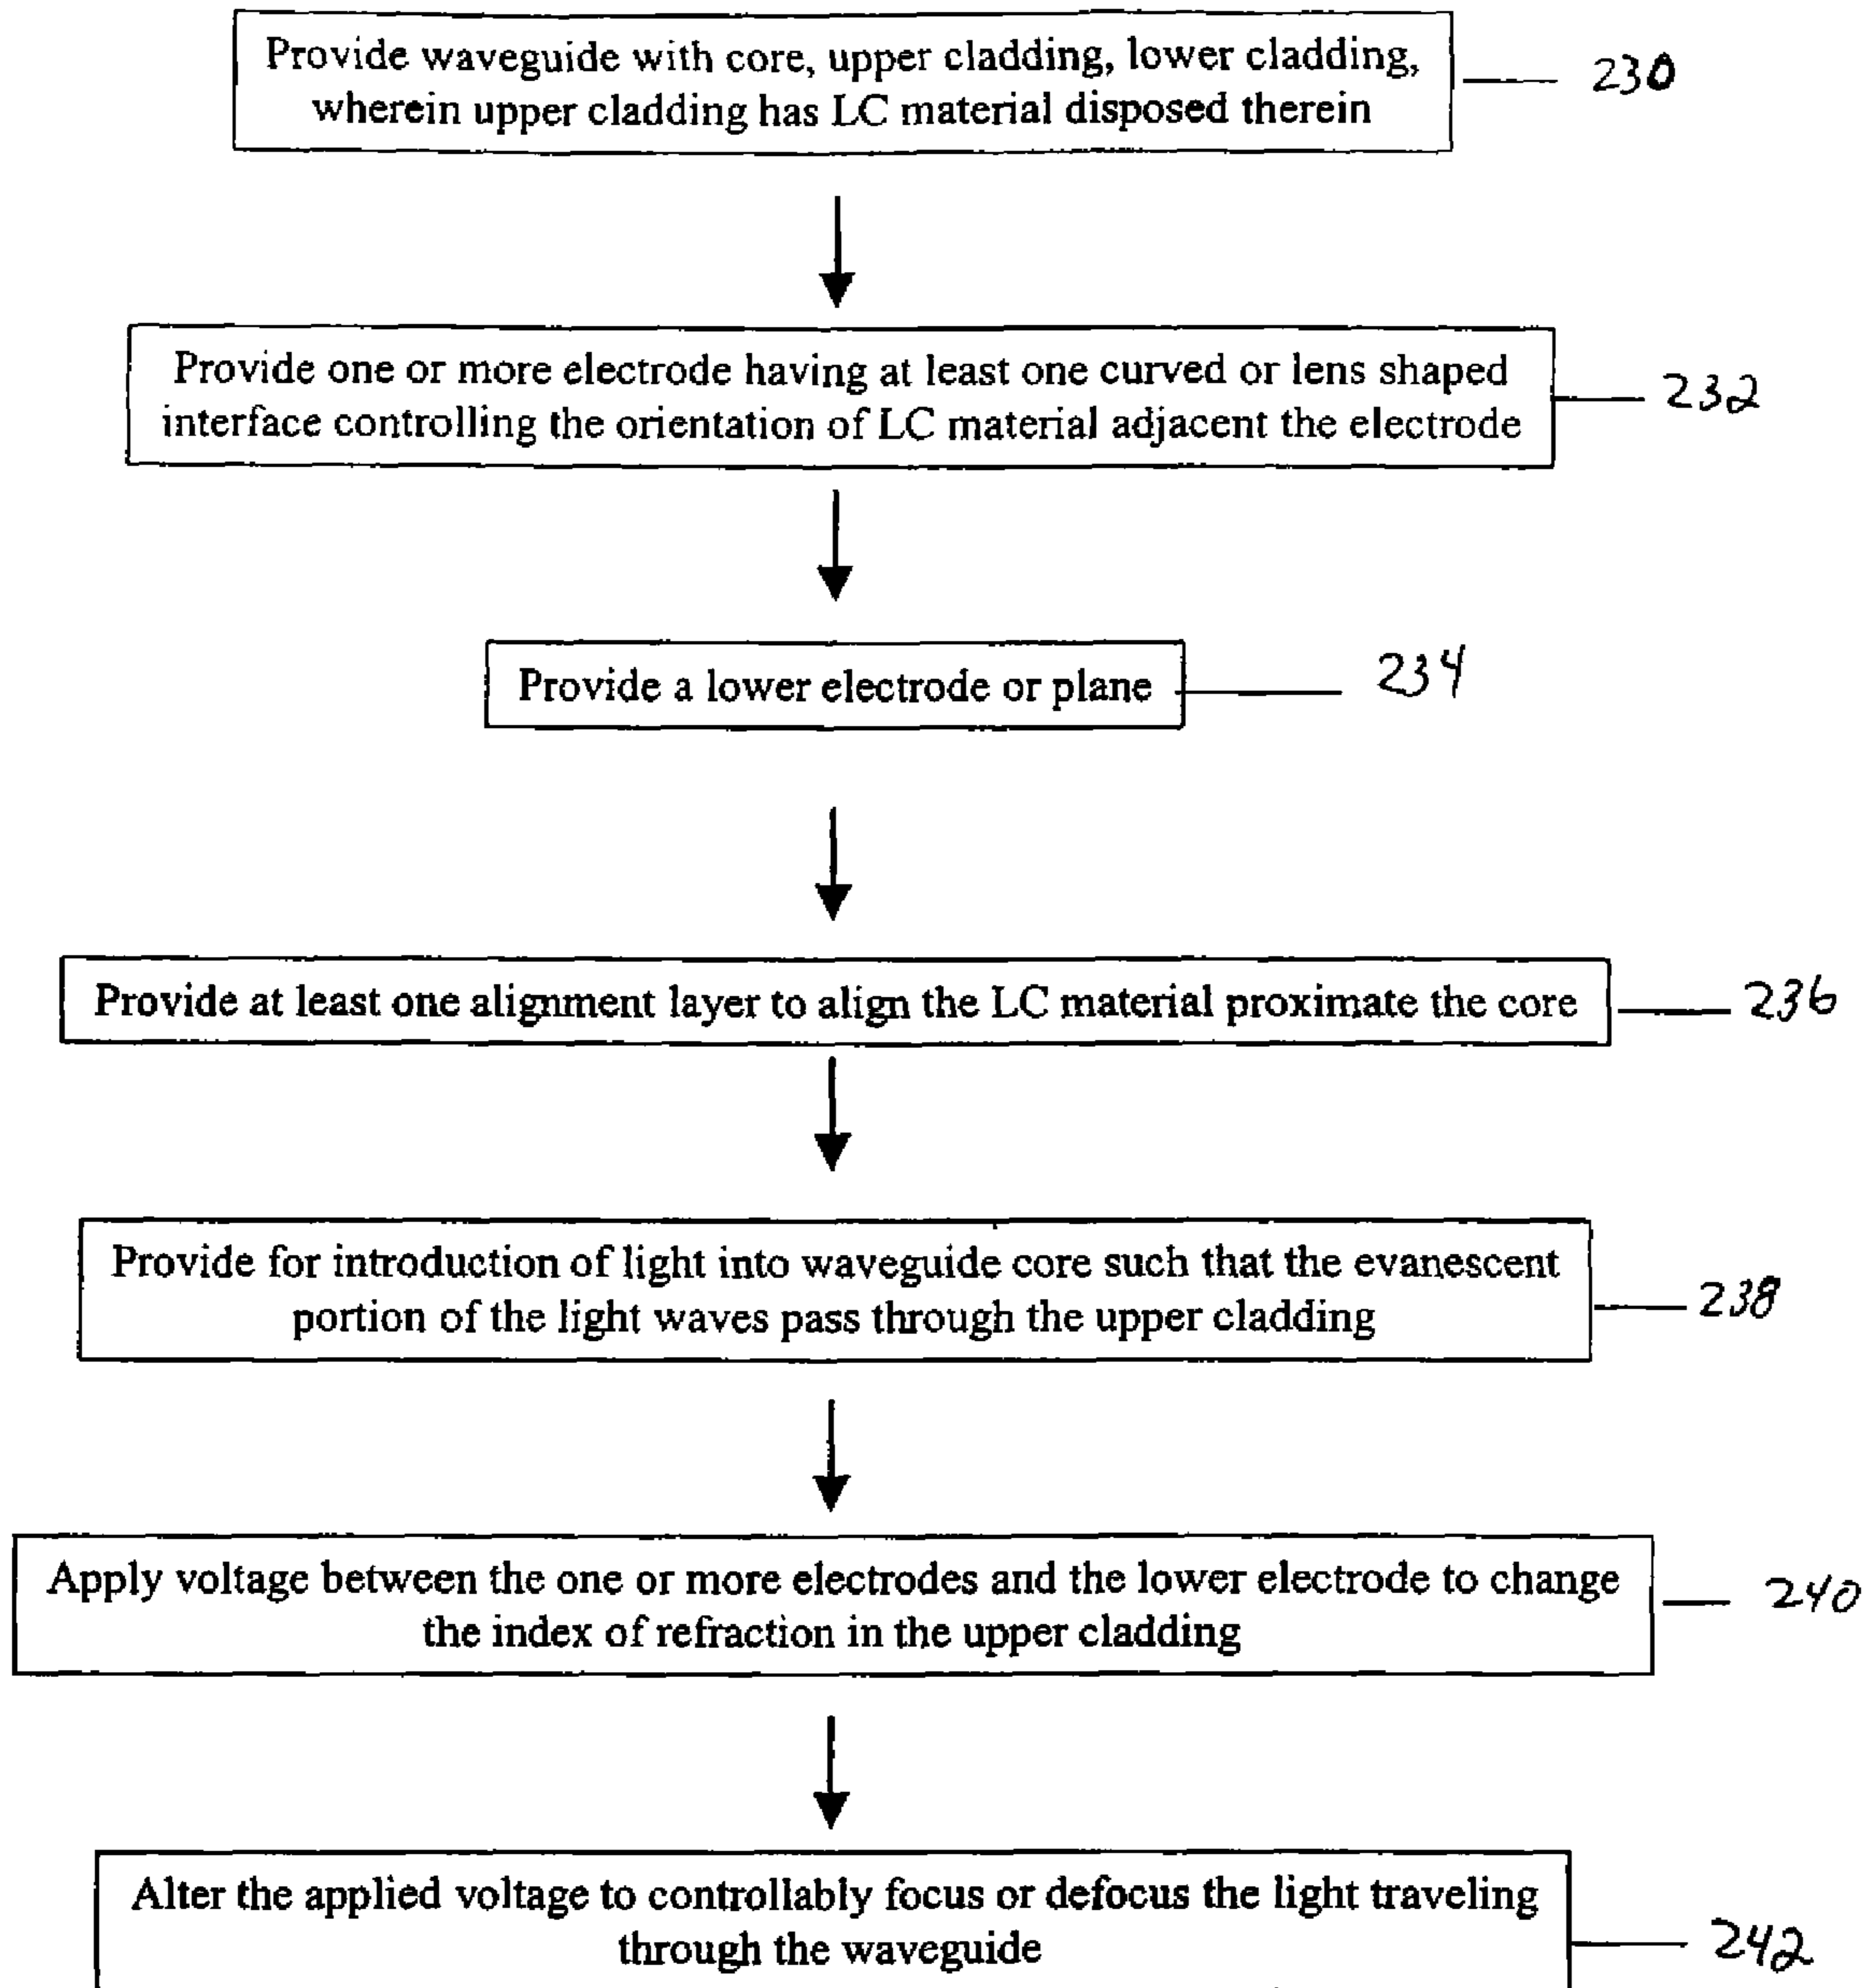 Provide waveguide with core, upper cladding, lower cladding,
wherein upper cladding has LC material disposed therein
230
Provide one or more electrode having at least one curved or lens shaped
interface controlling the orientation of LC material adjacent the electrode
232
Provide a lower electrode or plane
234
Provide at least one alignment layer to align the LC material proximate the core
236
Provide for introduction of light into waveguide core such that the evanescent
portion of the light waves pass through the upper cladding
238
Apply voltage between the one or more electrodes and the lower electrode to change
the index of refraction in the upper cladding
240
Alter the applied voltage to controllably focus or defocus the light traveling
through the waveguide
242